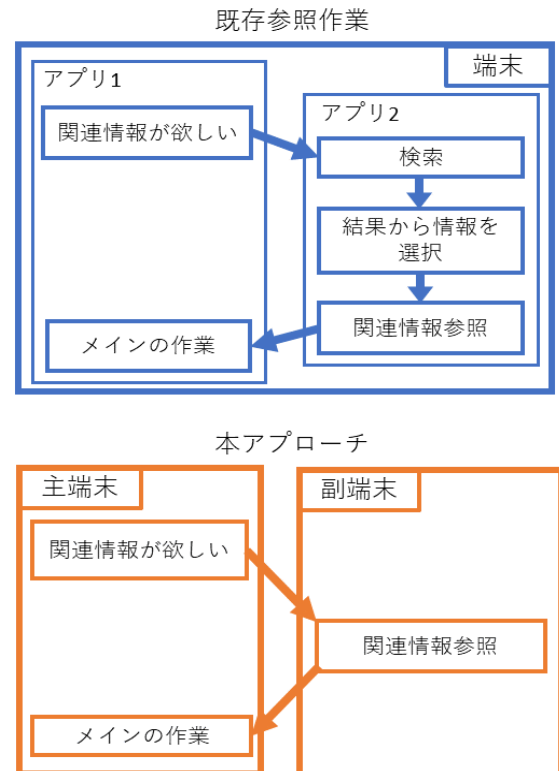 既存参照作業
端末
アプリ1
関連情報が欲しい
アプリ2
検索
結果から情報を
選択
関連情報参照
メインの作業
本アプローチ
主端末
副端末
関連情報が欲しい
関連情報参照
メインの作業